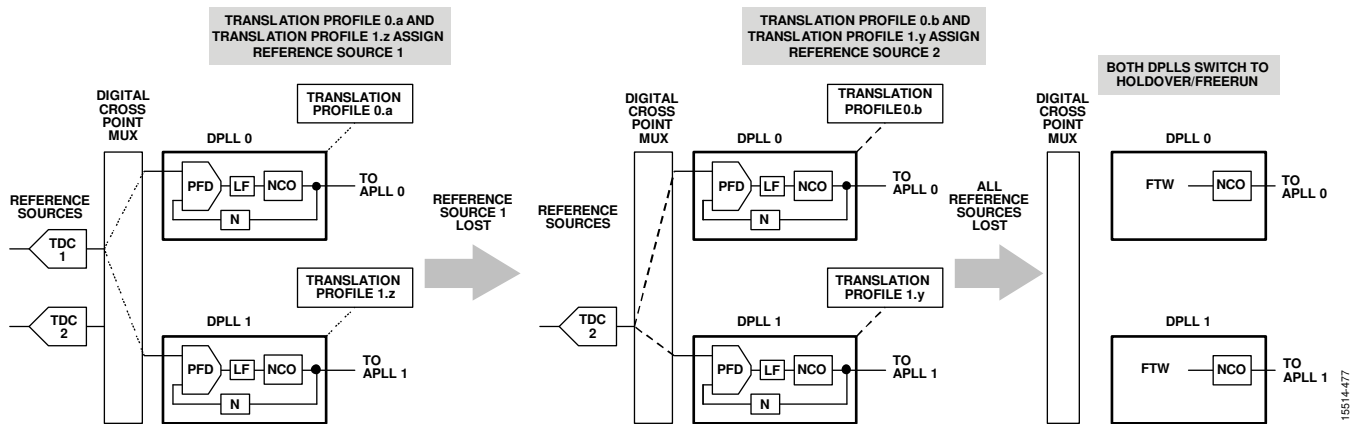 TRANSLATION PROFILE 0.a AND
TRANSLATION PROFILE 1.z ASSIGN
REFERENCE SOURCE 1
DIGITAL
CROSS
POINT
MUX
TRANSLATION
PROFILE 0.a
DPLL 0
PFD
LF
NCO
N
TO
APLL 0
REFERENCE
SOURCES
TDC
1
TDC
2
TRANSLATION
PROFILE 1.z
DPLL 1
PFD
LF
NCO
N
TO
APLL 1
REFERENCE
SOURCE 1
LOST
TRANSLATION PROFILE 0.b AND
TRANSLATION PROFILE 1.y ASSIGN
REFERENCE SOURCE 2
DIGITAL
CROSS
POINT
MUX
TRANSLATION
PROFILE0.b
DPLL 0
PFD
LF
NCO
N
TO
APLL 0
REFERENCE
SOURCES
TDC
2
TRANSLATION
PROFILE 1.y
DPLL 1
PFD
LF
NCO
N
TO
APLL 1
ALL
REFERENCE
SOURCES
LOST
BOTH DPLLS SWITCH TO
HOLDOVER/FREERUN
DIGITAL
CROSS
POINT
MUX
DPLL 0
FTW
NCO
TO
APLL 0
DPLL 1
FTW
NCO
TO
APLL 1
15514-477